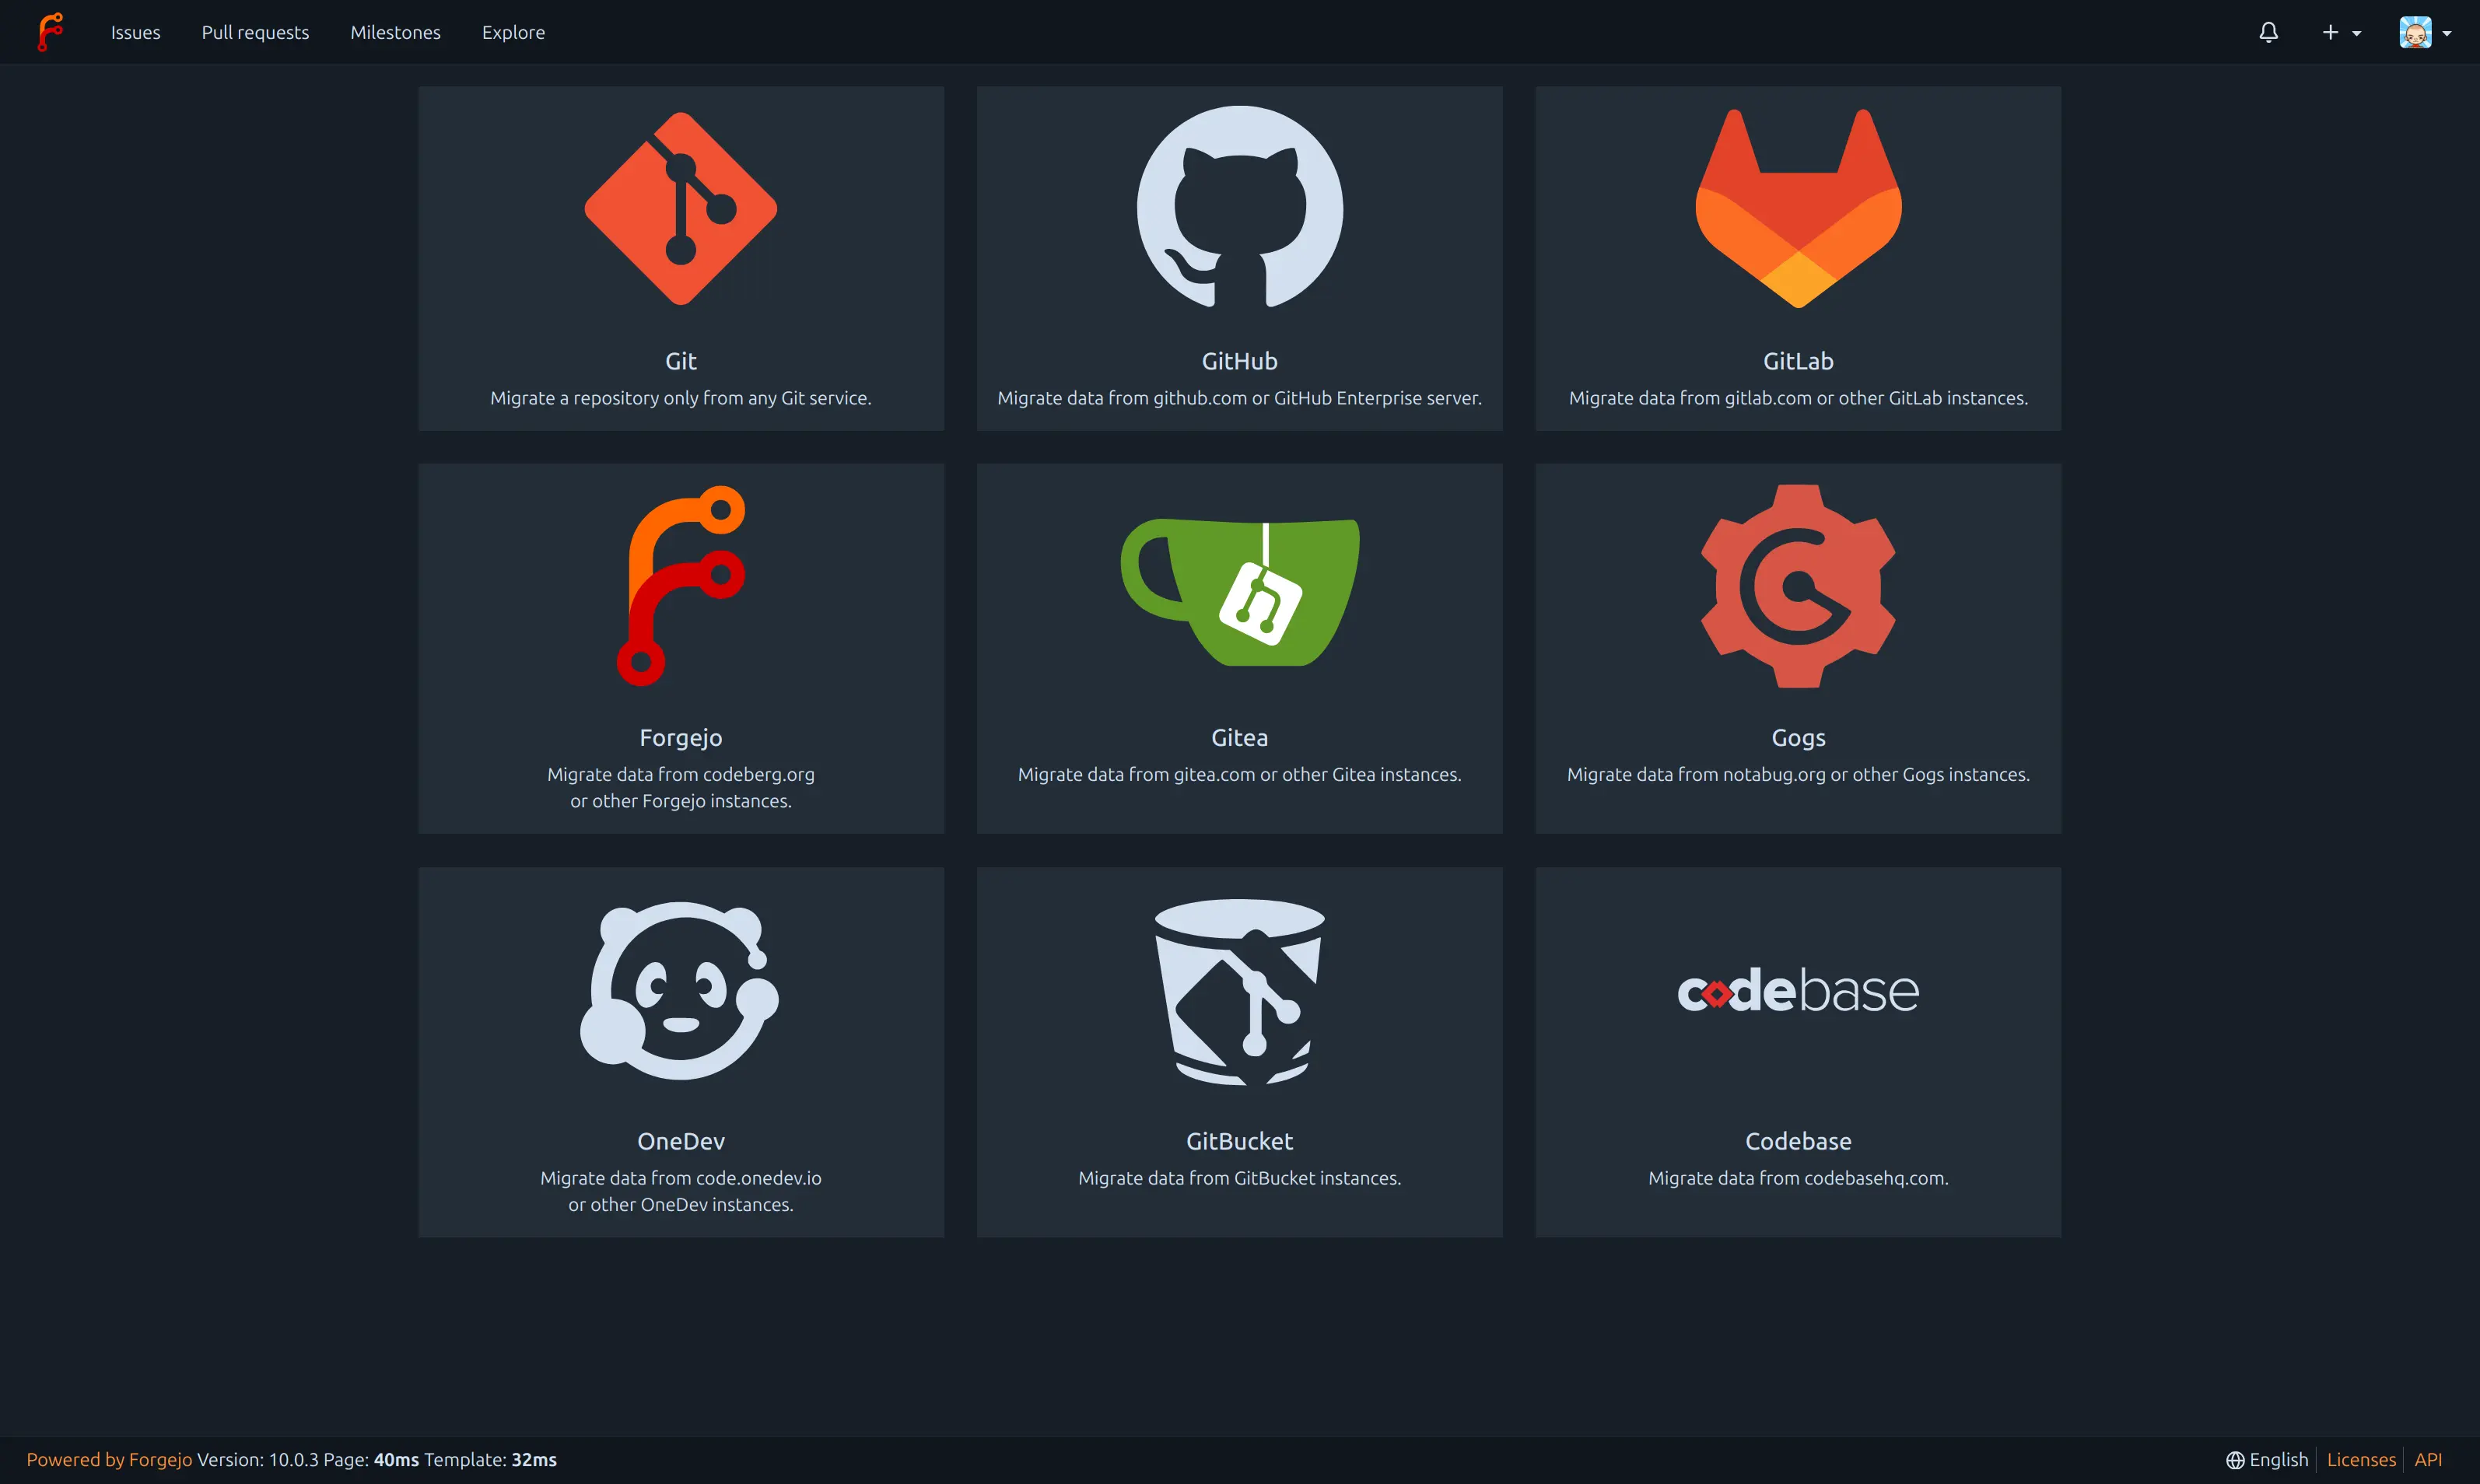 Issues Pull requests Milestones Explore
Git
Migrate a repository only from any Git service.
GitHub
Migrate data from github.com or GitHub Enterprise server.
GitLab
Migrate data from gitlab.com or other GitLab instances.
Forgejo
Migrate data from codeberg.org
or other Forgejo instances.
Gitea
Migrate data from gitea.com or other Gitea instances.
Gogs
Migrate data from notabug.org or other Gogs instances.
OneDev
Migrate data from code.onedev.io
or other OneDev instances.
GitBucket
Migrate data from GitBucket instances.
codebase
Codebase
Migrate data from codebasehq.com.
Powered by Forgejo Version: 10.0.3 Page: 40ms Template: 32ms
English Licenses API